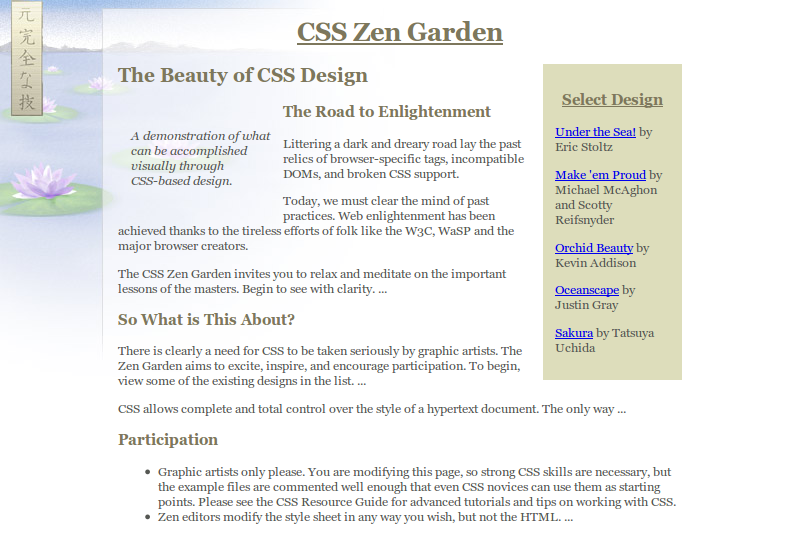 元
完
全
な
技
CSS Zen Garden
The Beauty of CSS Design
A demonstration of what
can be accomplished
visually through
CSS-based design.
The Road to Enlightenment
Littering a dark and dreary road lay the past
relics of browser-specific tags, incompatible
DOMs, and broken CSS support.
Today, we must clear the mind of past
practices. Web enlightenment has been
achieved thanks to the tireless efforts of folk like the W3C, WaSP and the
major browser creators.
The CSS Zen Garden invites you to relax and meditate on the important
lessons of the masters. Begin to see with clarity. ...
So What is This About?
There is clearly a need for CSS to be taken seriously by graphic artists. The
Zen Garden aims to excite, inspire, and encourage participation. To begin,
view some of the existing designs in the list. ...
CSS allows complete and total control over the style of a hypertext document. The only way ...
Participation
• Graphic artists only please. You are modifying this page, so strong CSS skills are necessary, but
the example files are commented well enough that even CSS novices can use them as starting
points. Please see the CSS Resource Guide for advanced tutorials and tips on working with CSS.
• Zen editors modify the style sheet in any way you wish, but not the HTML. ...
Select Design
Under the Sea! by
Eric Stoltz
Make 'em Proud by
Michael McAghon
and Scotty
Reifsnyder
Orchid Beauty by
Kevin Addison
Oceanscape by
Justin Gray
Sakura by Tatsuya
Uchida